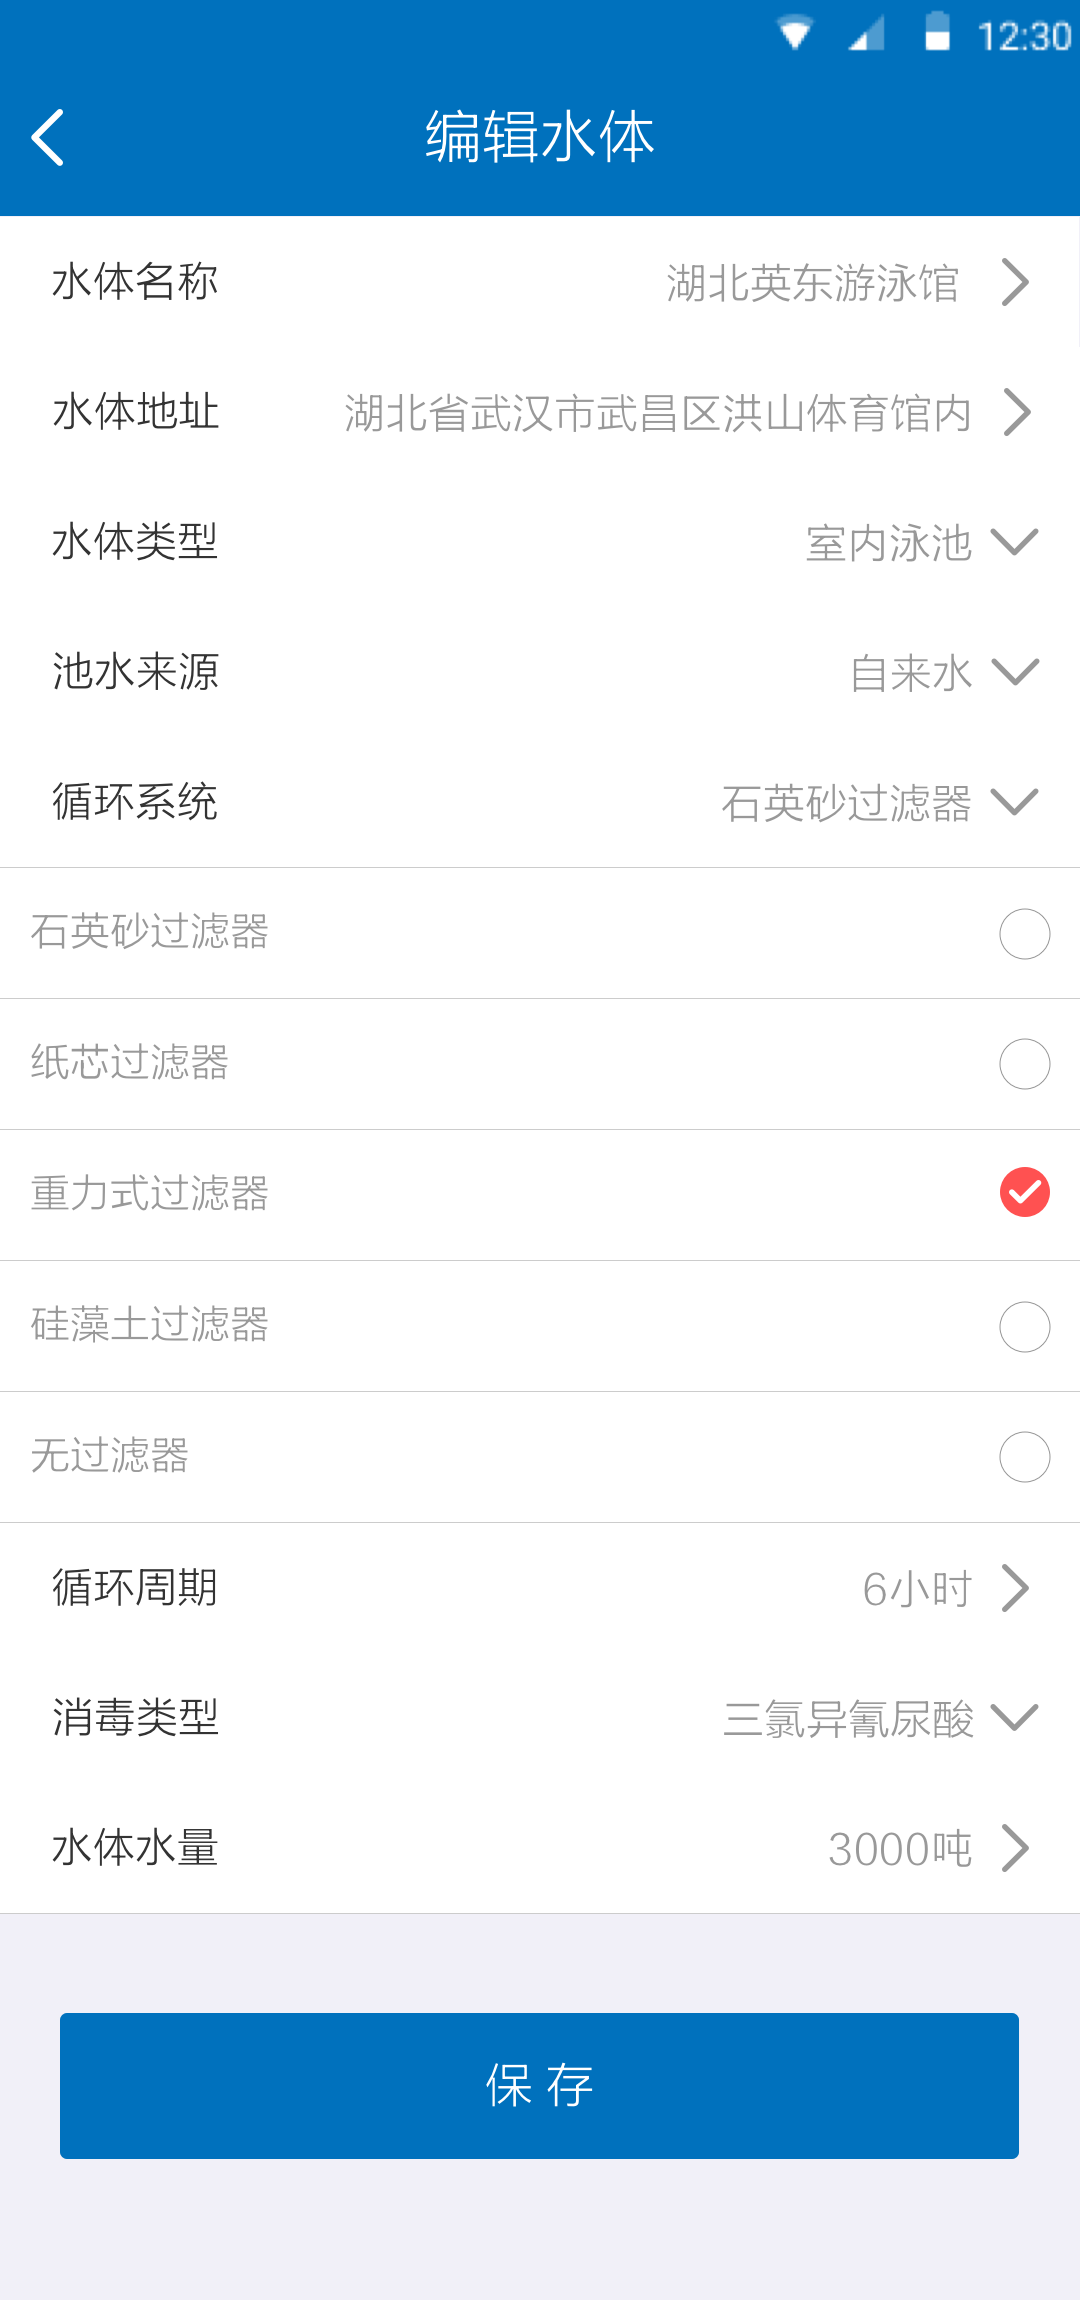 12:30
编辑水体
水体名称 湖北英东游泳馆
水体地址 湖北省武汉市武昌区洪山体育馆内
水体类型 室内泳池
池水来源 自来水
循环系统 石英砂过滤器
石英砂过滤器
纸芯过滤器
重力式过滤器
硅藻土过滤器
无过滤器
循环周期 6小时
消毒类型 三氯异氰尿酸
水体水量 3000吨
保 存